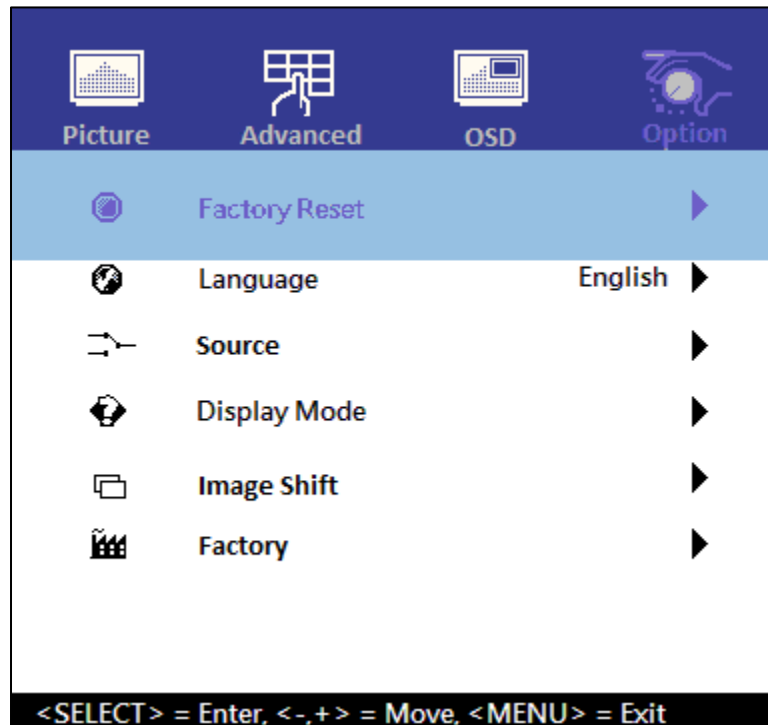 Picture Advanced OSD Option
Factory Reset
Language English
Source
Display Mode
Image Shift
Factory
<SELECT> = Enter, <-,+> = Move, <MENU> = Exit